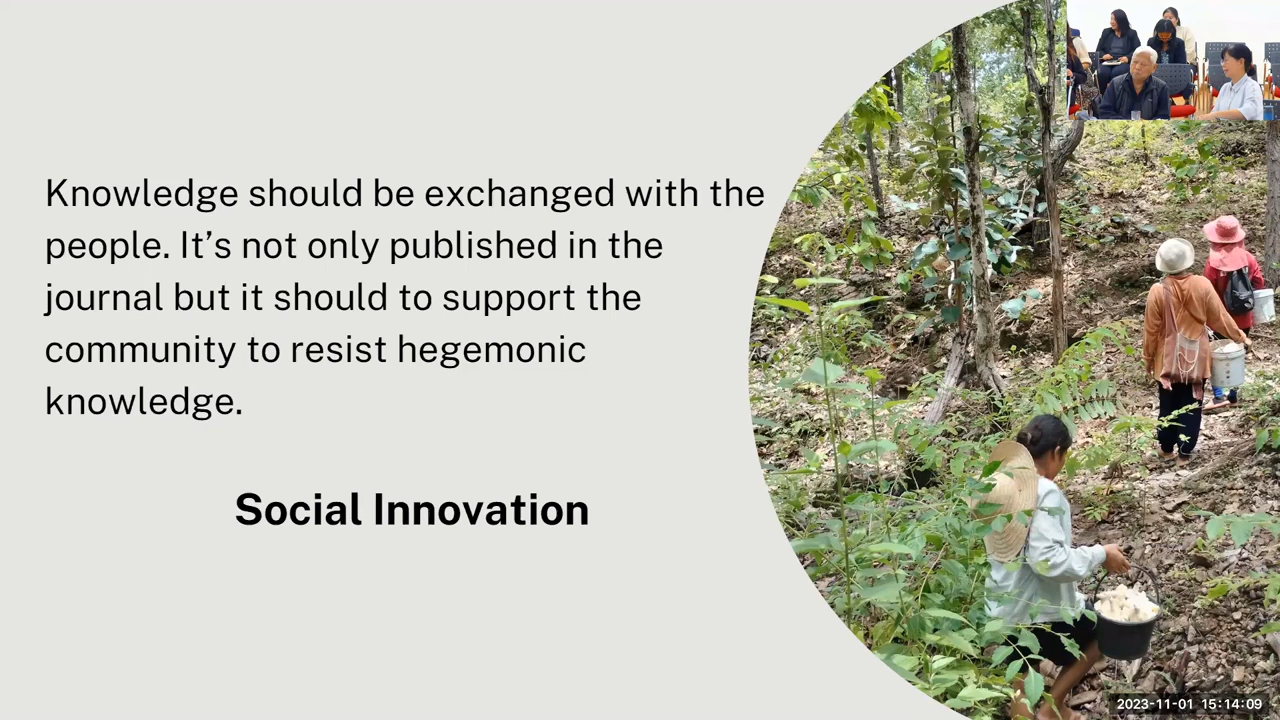 Knowledge should be exchanged with the
people. It’s not only published in the
journal but it should to support the
community to resist hegemonic
knowledge.
Social Innovation
2023-11-01 15:14:09